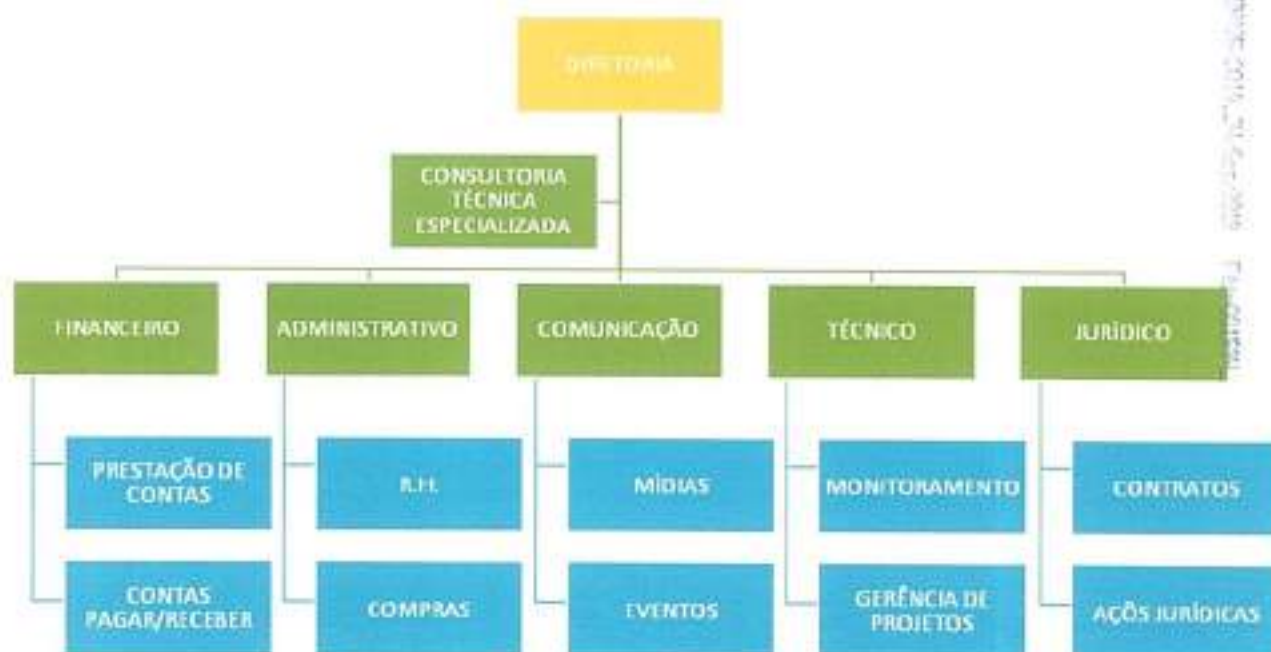 DIRETORIA
CONSULTORIA
TÉCNICA
ESPECIALIZADA
FINANCEIRO
ADMINISTRATIVO
COMUNICAÇÃO
TÉCNICO
JURÍDICO
PRESTAÇÃO DE
CONTAS
R.H.
MÍDIAS
MONITORAMENTO
CONTRATOS
CONTAS
PAGAR/RECEBER
COMPRAS
EVENTOS
GERÊNCIA DE
PROJETOS
AÇÕS JURÍDICAS